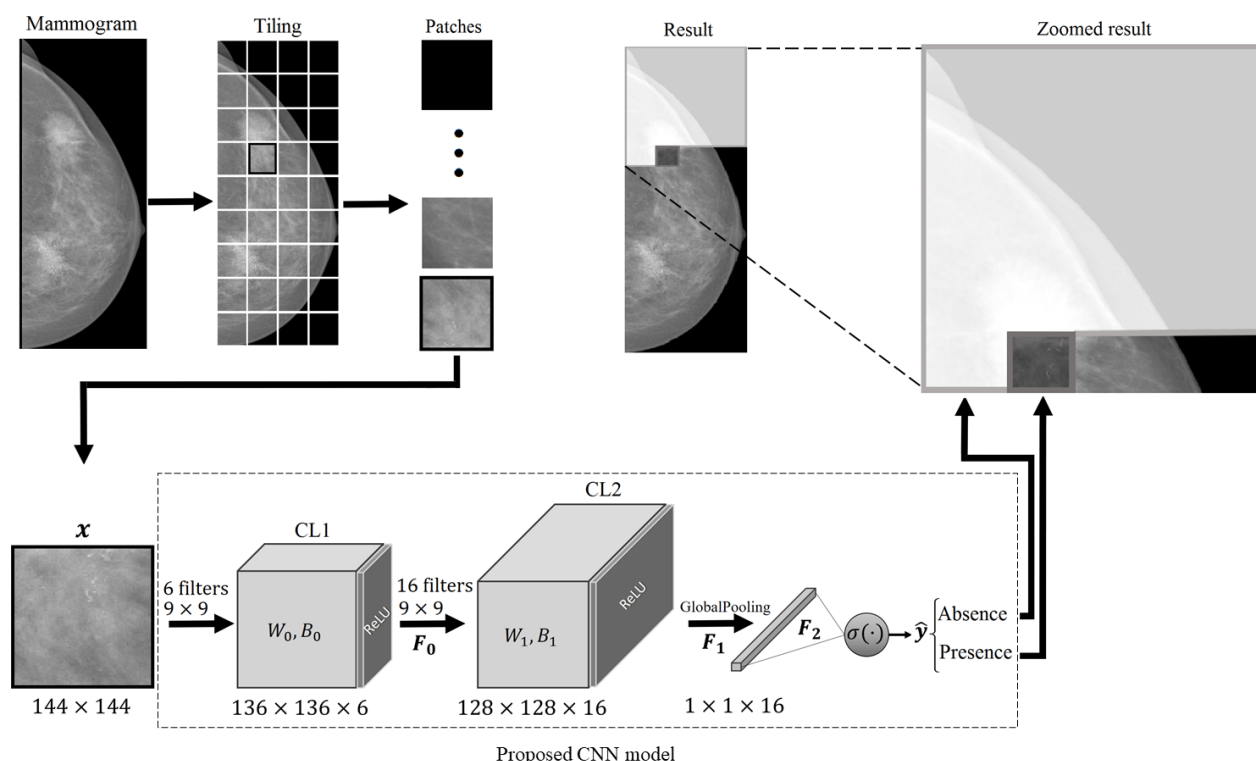 Mammogram
Tiling
Patches
Result
Zoomed result
x
144 × 144
6 filters
9 × 9
CL1
W₀, B₀
ReLU
136 × 136 × 6
16 filters
9 × 9
F₀
CL2
W₁, B₁
ReLU
128 × 128 × 16
GlobalPooling
F₁
F₂
1 × 1 × 16
σ(·)
ŷ
Absence
Presence
Proposed CNN model